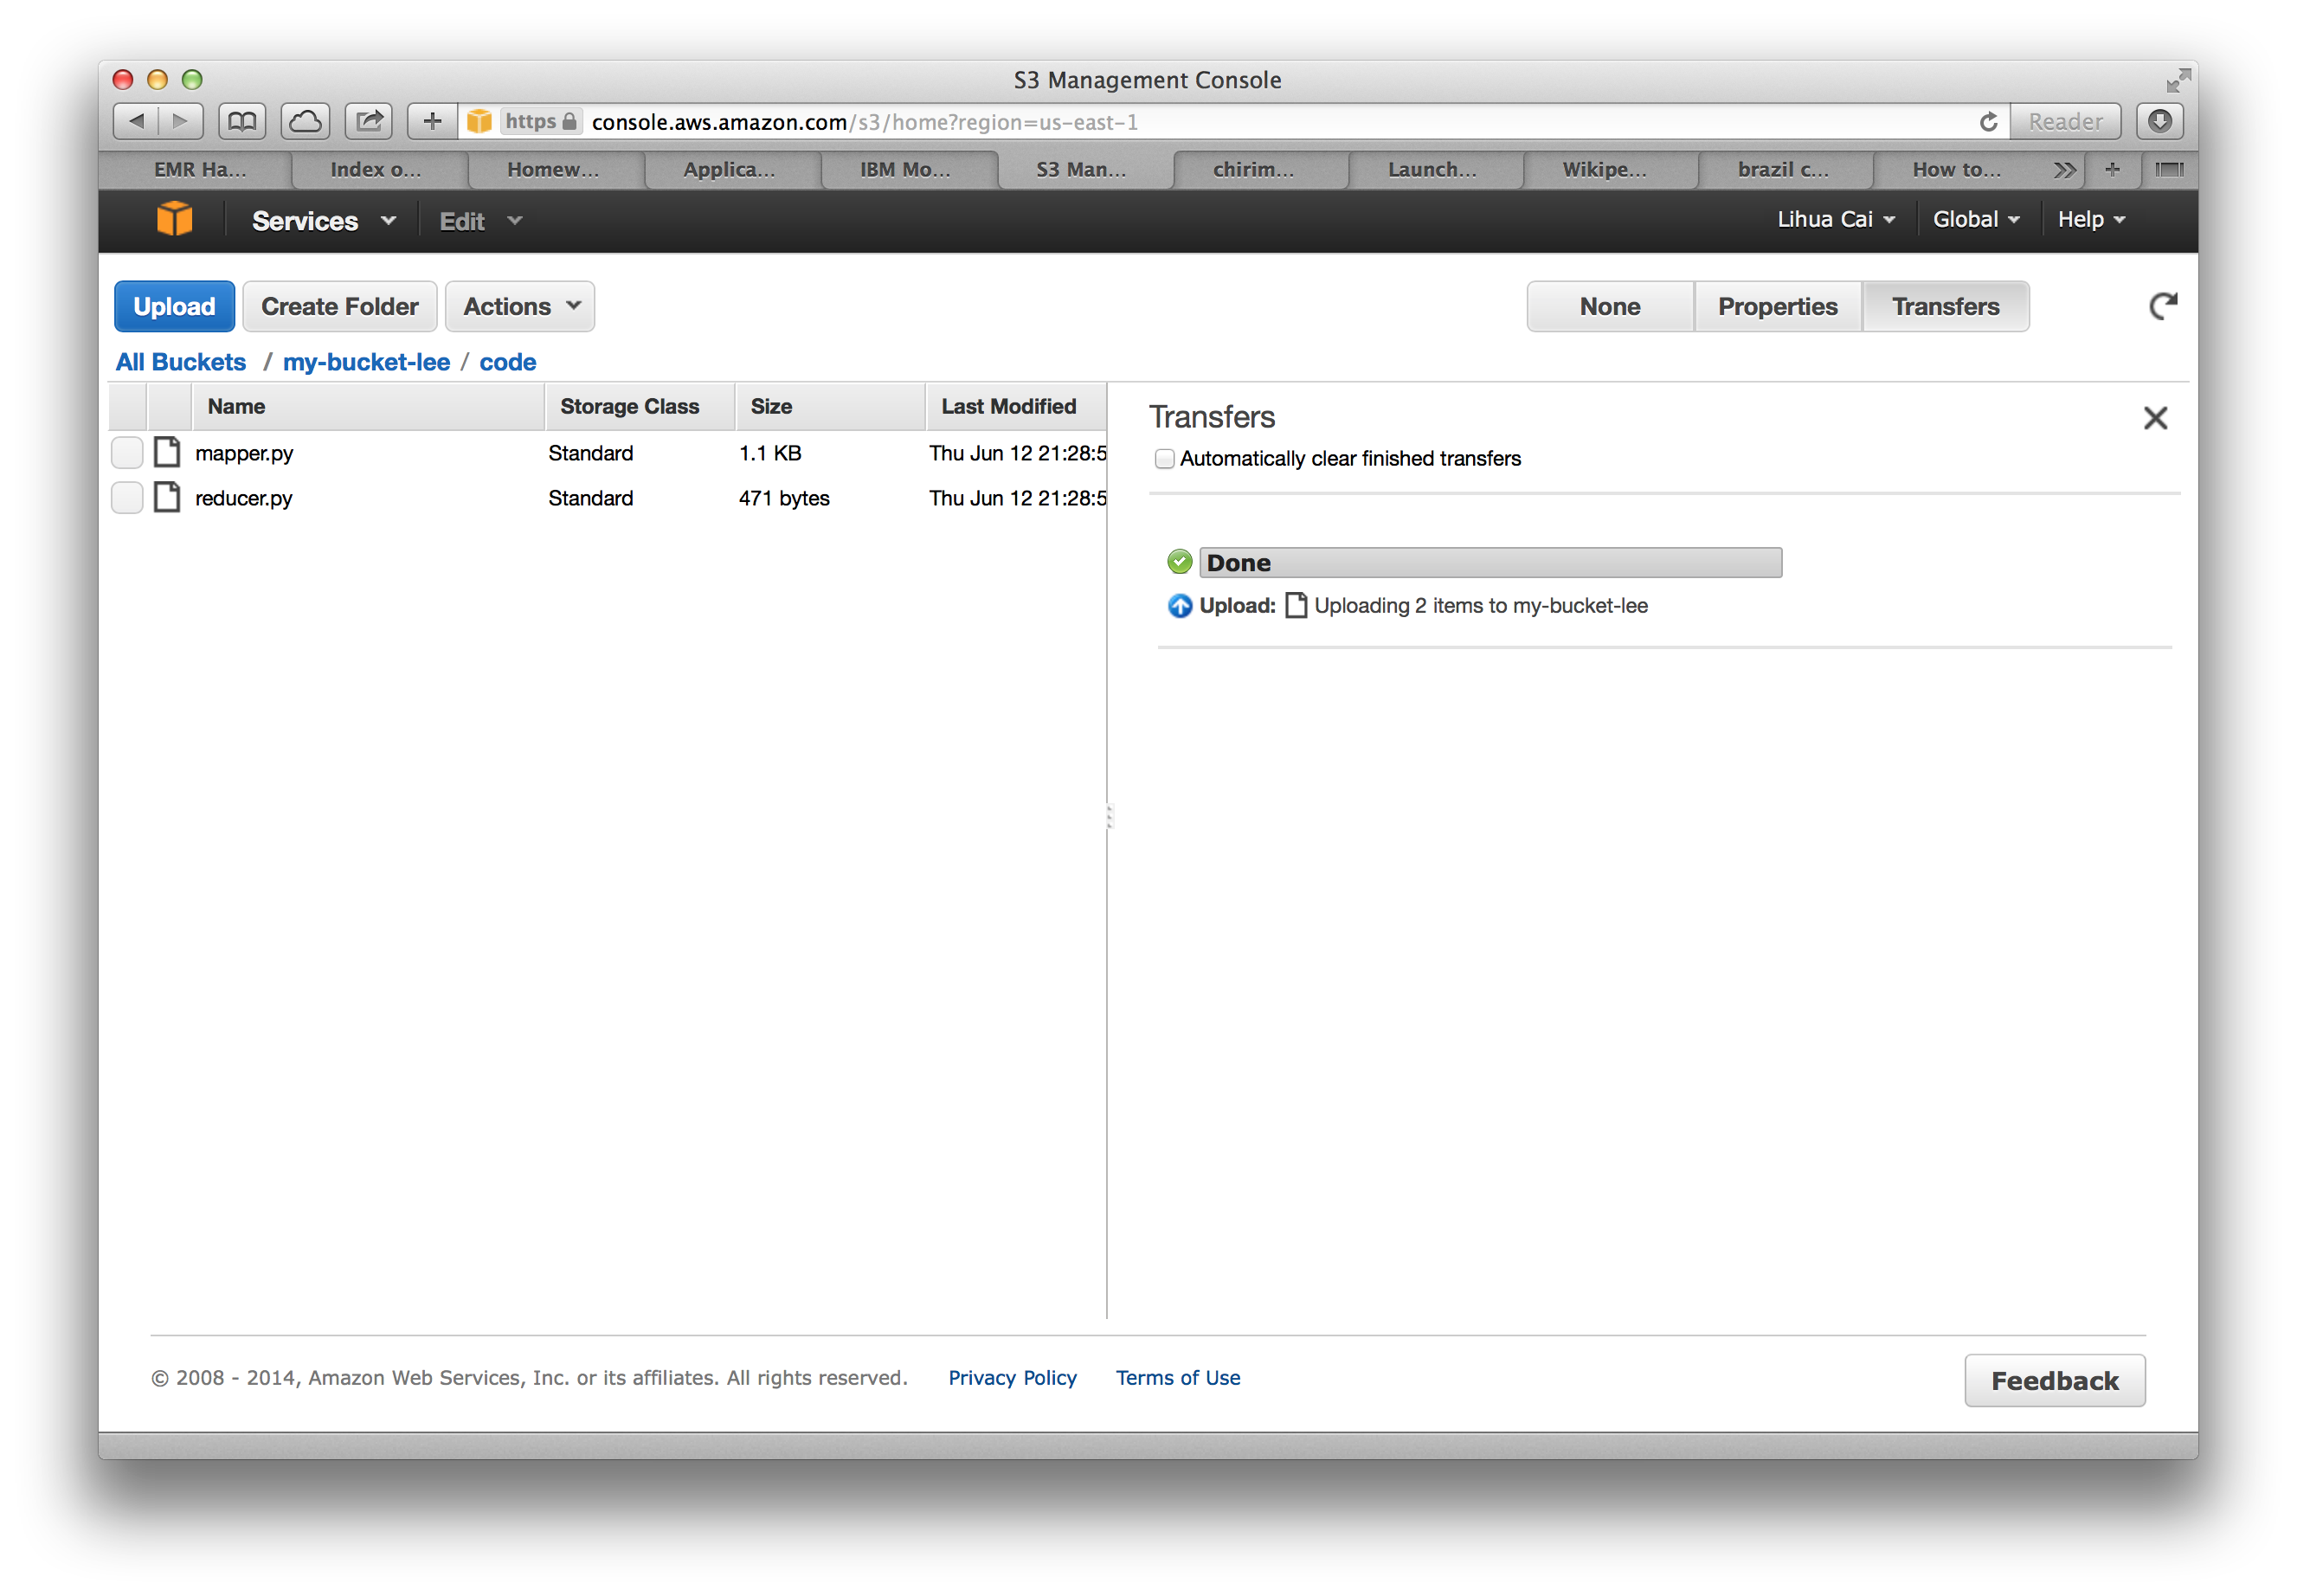 S3 Management Console
https console.aws.amazon.com/s3/home?region=us-east-1 Reader
EMR Ha... Index o... Homew... Applica... IBM Mo... S3 Man... chirim... Launch... Wikipe... brazil c... How to...
Services Edit Lihua Cai Global Help
Upload Create Folder Actions None Properties Transfers
All Buckets / my-bucket-lee / code
Name Storage Class Size Last Modified
mapper.py Standard 1.1 KB Thu Jun 12 21:28:5
reducer.py Standard 471 bytes Thu Jun 12 21:28:5
Transfers
Automatically clear finished transfers
Done
Upload: Uploading 2 items to my-bucket-lee
© 2008 - 2014, Amazon Web Services, Inc. or its affiliates. All rights reserved. Privacy Policy Terms of Use
Feedback